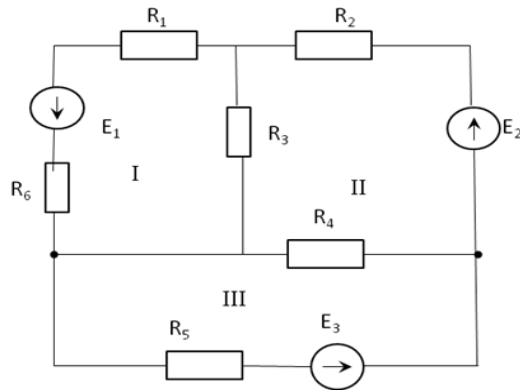 R₁ R₂
E₁ R₃ E₂
I
R₆ II
R₄
III
R₅ E₃